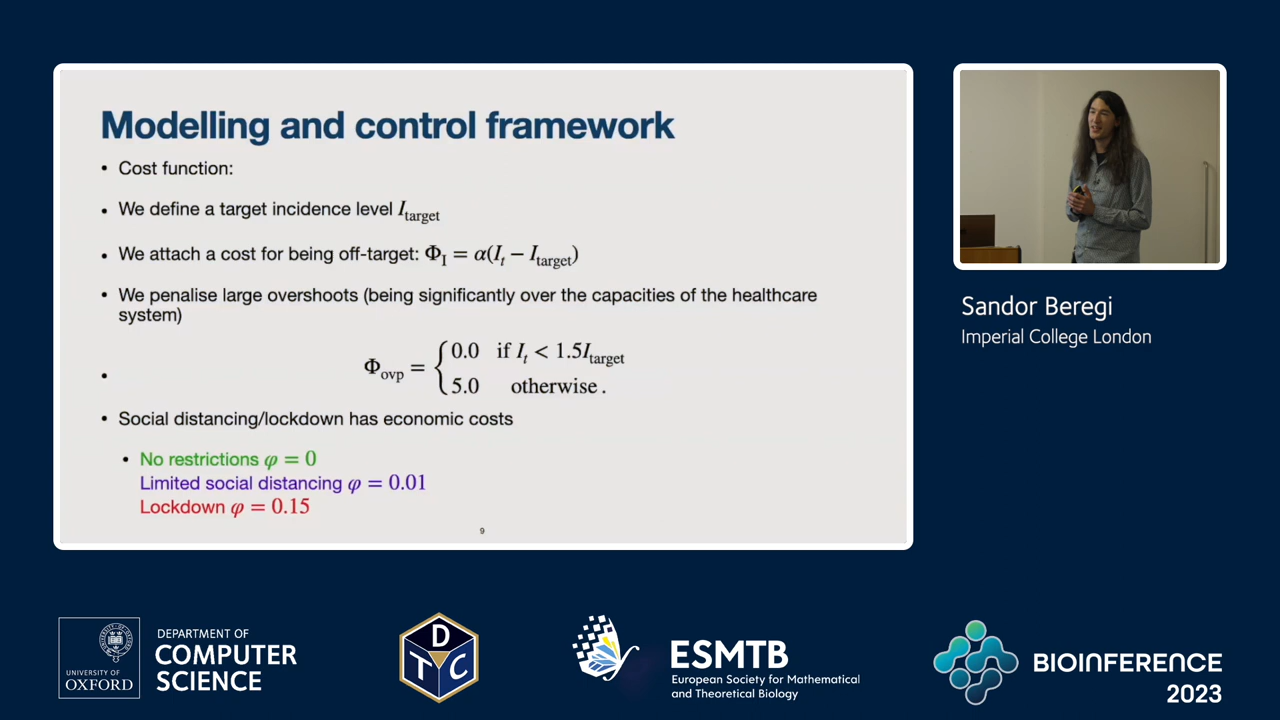 Modelling and control framework
• Cost function:
• We define a target incidence level I_target
• We attach a cost for being off-target: Φ_I = α(I_t − I_target)
• We penalise large overshoots (being significantly over the capacities of the healthcare
system)
• Φ_ovp = { 0.0 if I_t < 1.5I_target
5.0 otherwise .
• Social distancing/lockdown has economic costs
• No restrictions φ = 0
Limited social distancing φ = 0.01
Lockdown φ = 0.15
9
Sandor Beregi
Imperial College London
UNIVERSITY OF
OXFORD
DEPARTMENT OF
COMPUTER
SCIENCE
D
T C
ESMTB
European Society for Mathematical
and Theoretical Biology
BIOINFERENCE
2023